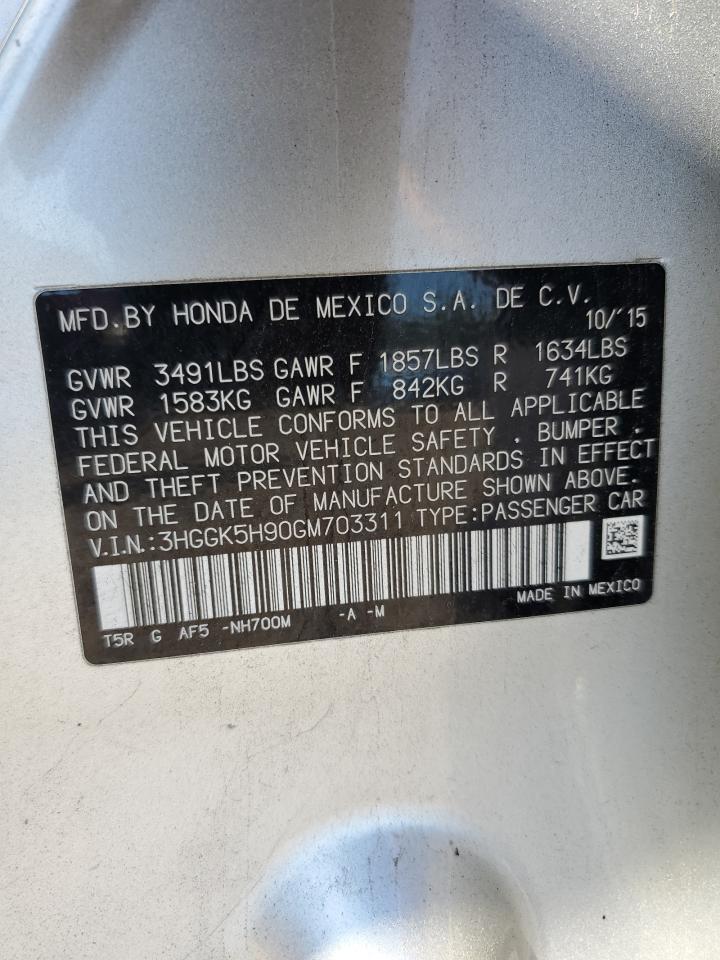 MFD.BY HONDA DE MEXICO S.A. DE C.V.
10/'15
GVWR 3491LBS GAWR F 1857LBS R 1634LBS
GVWR 1583KG GAWR F 842KG R 741KG
THIS VEHICLE CONFORMS TO ALL APPLICABLE
FEDERAL MOTOR VEHICLE SAFETY , BUMPER ,
AND THEFT PREVENTION STANDARDS IN EFFECT
ON THE DATE OF MANUFACTURE SHOWN ABOVE.
V.I.N.:3HGGK5H90GM703311 TYPE:PASSENGER CAR
T5R G AF5 -NH700M -A -M MADE IN MEXICO